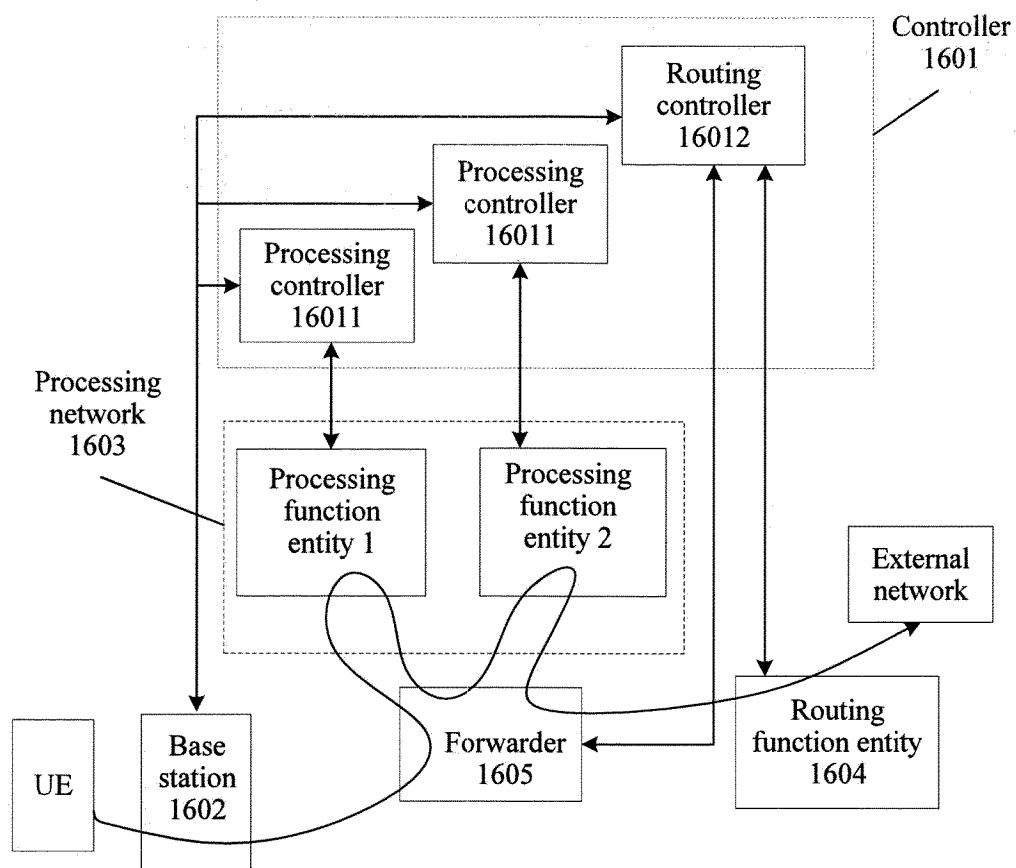 Controller
1601
Routing
controller
16012
Processing
controller
16011
Processing
controller
16011
Processing
network
1603
Processing
function
entity 1
Processing
function
entity 2
External
network
UE
Base
station
1602
Forwarder
1605
Routing
function entity
1604